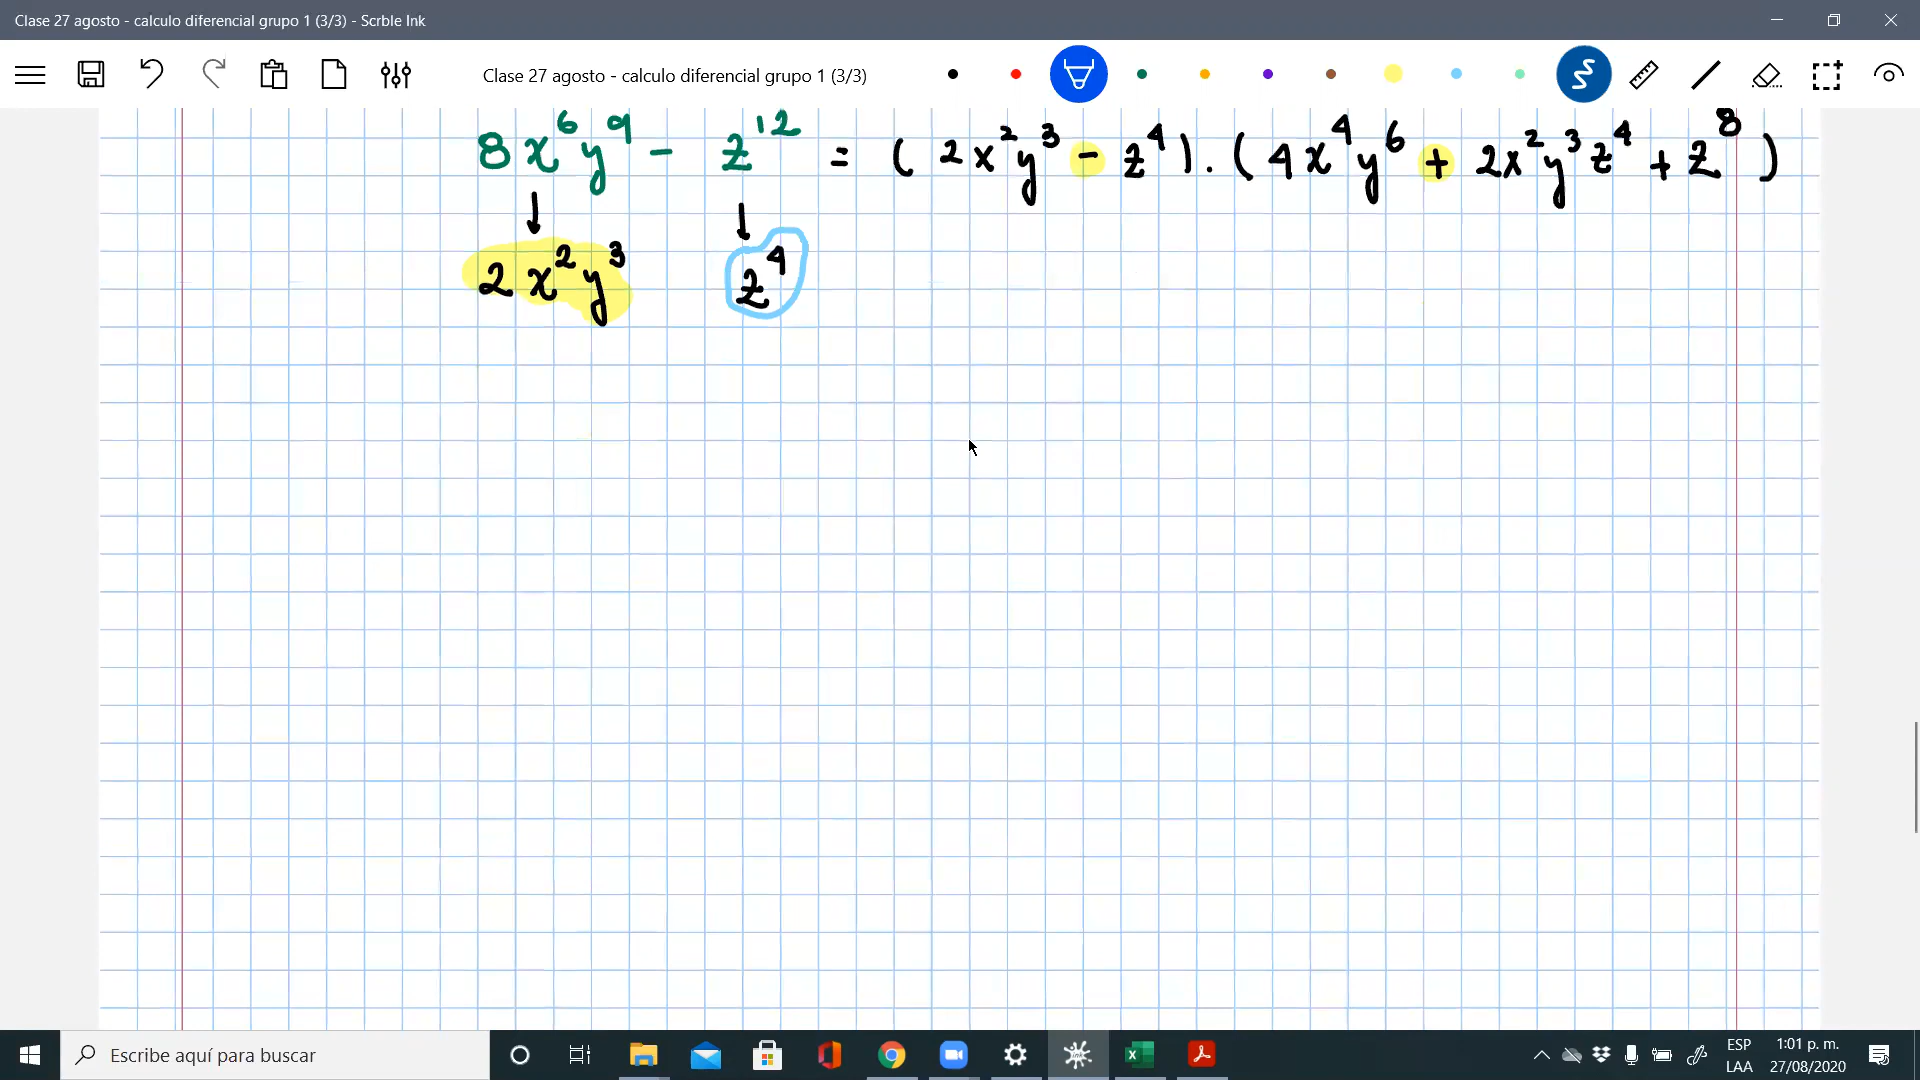 Clase 27 agosto - calculo diferencial grupo 1 (3/3) - Scrble Ink
Clase 27 agosto - calculo diferencial grupo 1 (3/3)
8x⁶y⁹ - z¹² = (2x²y³ - z⁴).(4x⁴y⁶ + 2x²y³z⁴ + z⁸)
↓ ↓
2x²y³ z⁴
Escribe aquí para buscar
ESP 1:01 p. m.
LAA 27/08/2020